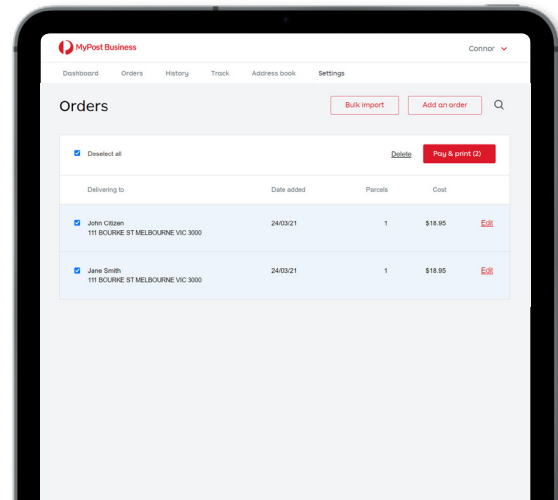 MyPost Business
Connor
Dashboard Orders History Track Address book Settings
Orders
Bulk import
Add an order
Deselect all
Delete
Pay & print (2)
Delivering to Date added Parcels Cost
John Citizen 24/03/21 1 $18.95 Edit
111 BOURKE ST MELBOURNE VIC 3000
Jane Smith 24/03/21 1 $18.95 Edit
111 BOURKE ST MELBOURNE VIC 3000